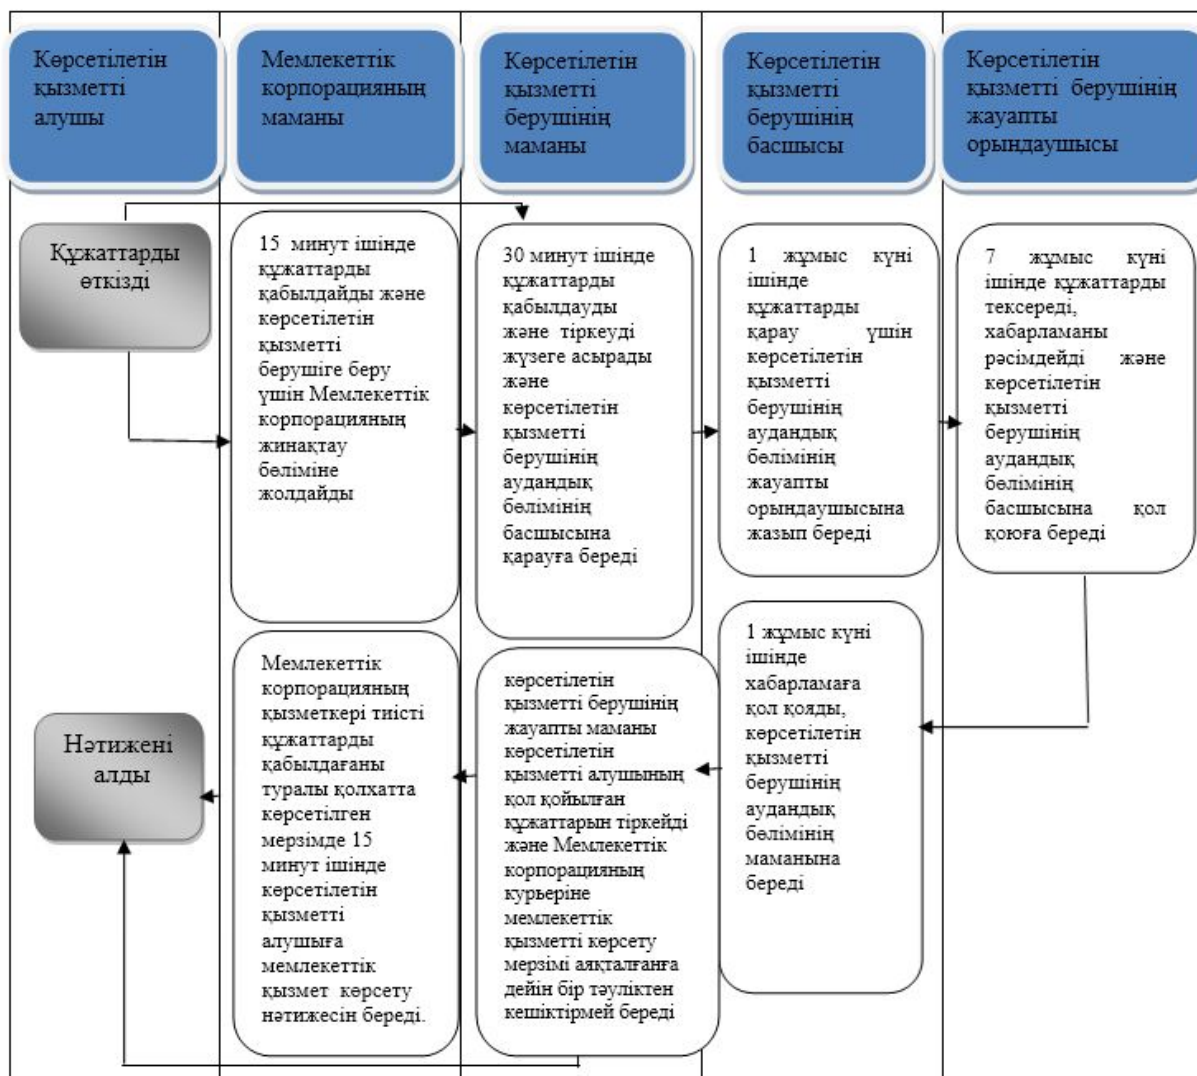 Көрсетілетін
қызметті
алушы
Мемлекеттік
корпорацияның
маманы
Көрсетілетін
қызметті
берушінің
маманы
Көрсетілетін
қызметті
берушінің
басшысы
Көрсетілетін
қызметті берушінің
жауапты
орындаушысы
Құжаттарды
өткізді
15 минут ішінде
құжаттарды
қабылдайды және
көрсетілетін
қызметті
берушіге беру
үшін Мемлекеттік
корпорацияның
жинақтау
бөліміне
жолдайды
30 минут ішінде
құжаттарды
қабылдауды
және тіркеуді
жүзеге асырады
және
көрсетілетін
қызметті
берушінің
аудандық
бөлімінің
басшысына
қарауға береді
1 жұмыс күні
ішінде
құжаттарды
қарау үшін
көрсетілетін
қызметті
берушінің
аудандық
бөлімінің
жауапты
орындаушысына
жазып береді
7 жұмыс күні
ішінде құжаттарды
тексереді,
хабарламаны
рәсімдейді және
көрсетілетін
қызметті
берушінің
аудандық
бөлімінің
басшысына қол
қоюға береді
Нәтижені
алды
Мемлекеттік
корпорацияның
қызметкері тиісті
құжаттарды
қабылдағаны
туралы қолхатта
көрсетілген
мерзімде 15
минут ішінде
көрсетілетін
қызметті
алушыға
мемлекеттік
қызмет көрсету
нәтижесін береді.
көрсетілетін
қызметті берушінің
жауапты маманы
көрсетілетін
қызметті алушының
қол қойылған
құжаттарын тіркейді
және Мемлекеттік
корпорацияның
курьеріне
мемлекеттік
қызметті көрсету
мерзімі аяқталғанға
дейін бір тәуліктен
кешіктірмей береді
1 жұмыс күні
ішінде
хабарламаға
қол қояды,
көрсетілетін
қызметті
берушінің
аудандық
бөлімінің
маманына
береді